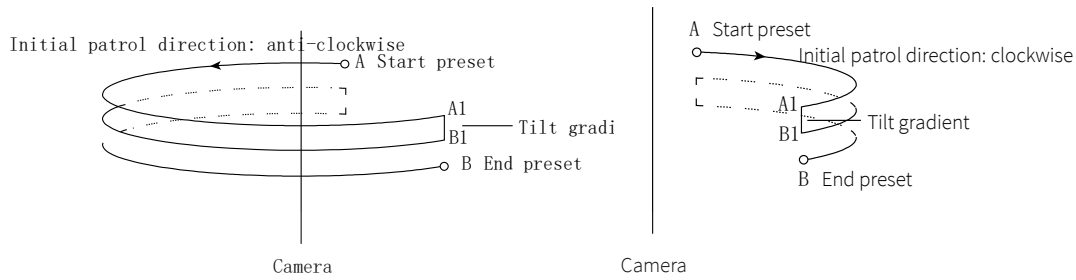 Initial patrol direction: anti-clockwise
A Start preset
A1
B1
Tilt gradi
B End preset
Camera
A Start preset
Initial patrol direction: clockwise
A1
B1
Tilt gradient
B End preset
Camera